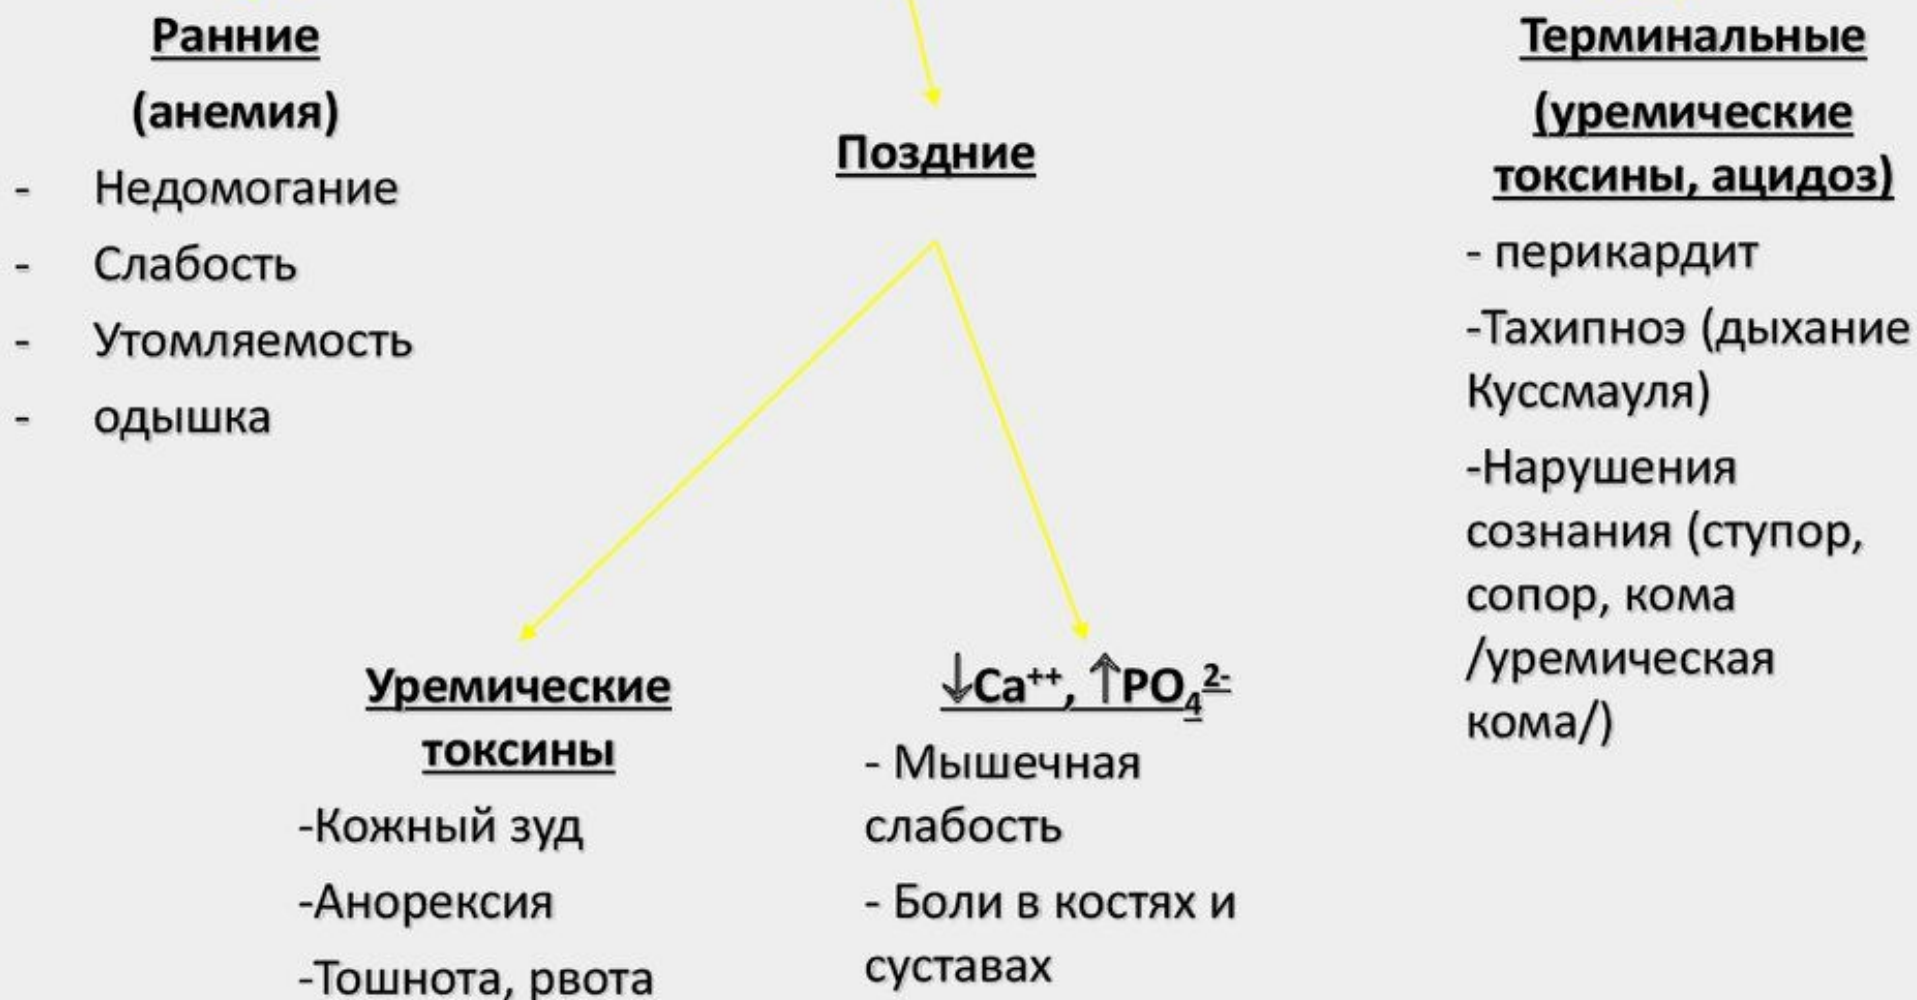 Ранние
(анемия)
- Недомогание
- Слабость
- Утомляемость
- одышка
Поздние
Уремические
токсины
-Кожный зуд
-Анорексия
-Тошнота, рвота
↓Ca⁺⁺, ↑PO₄²⁻
- Мышечная
слабость
- Боли в костях и
суставах
Терминальные
(уремические
токсины, ацидоз)
- перикардит
-Тахипноэ (дыхание
Куссмауля)
-Нарушения
сознания (ступор,
сопор, кома
/уремическая
кома/)